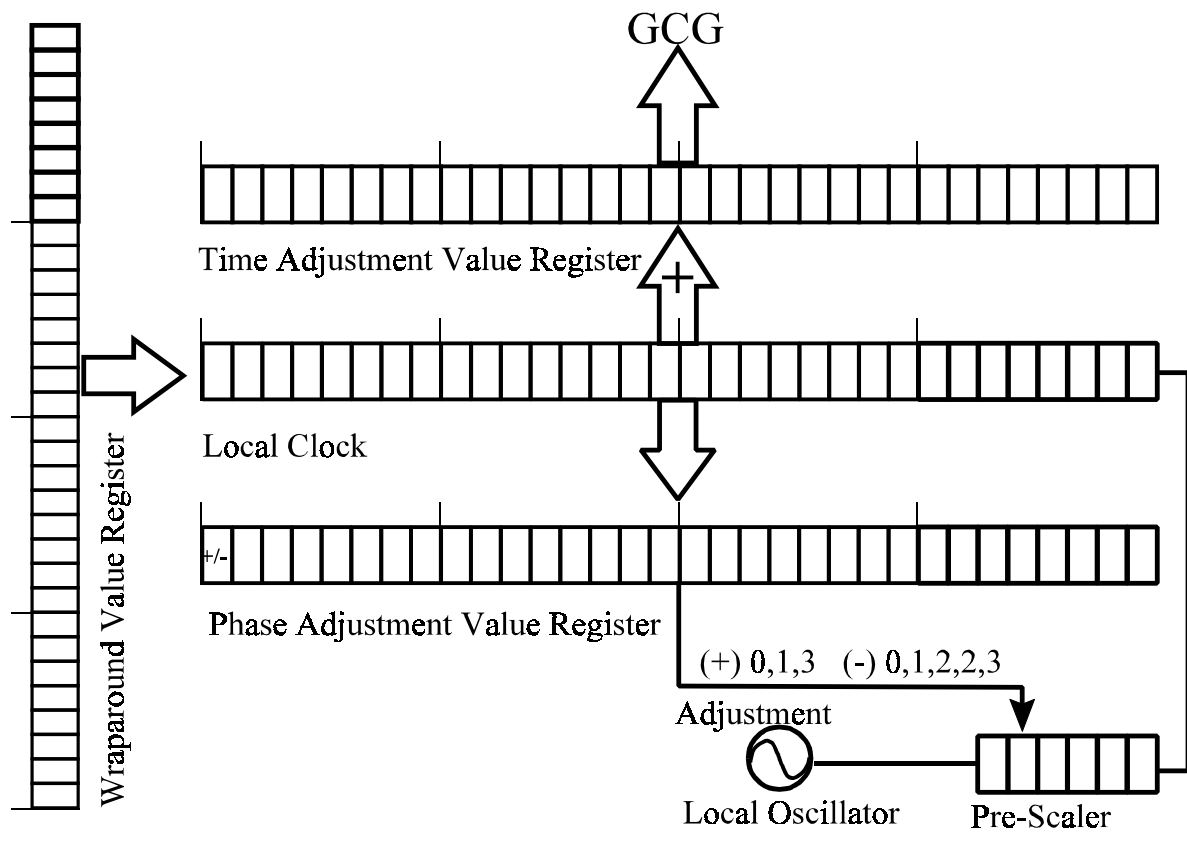 GCG
Time Adjustment Value Register
+
Local Clock
Wraparound Value Register
+/-
Phase Adjustment Value Register
(+) 0,1,3 (-) 0,1,2,2,3
Adjustment
Local Oscillator
Pre-Scaler